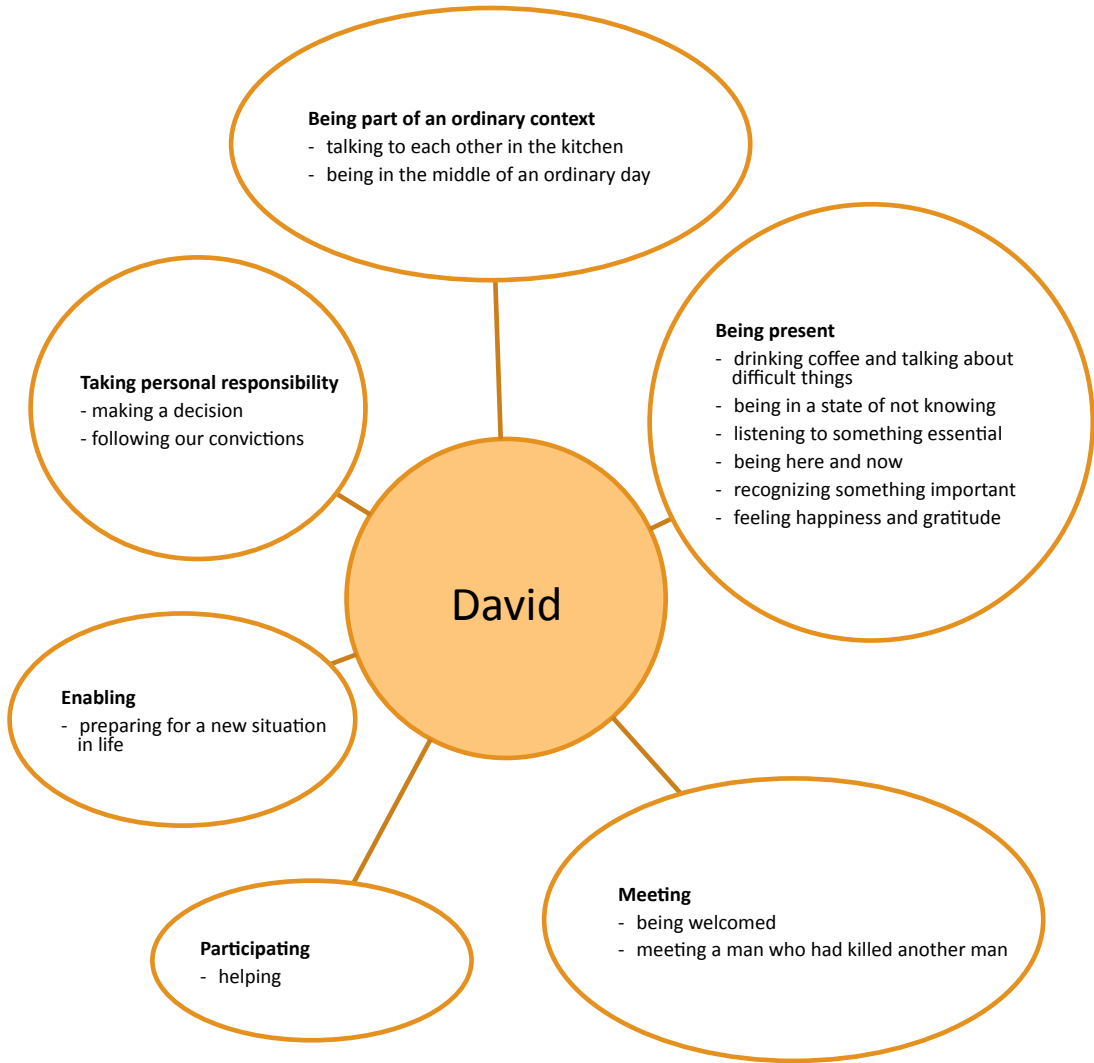 Being part of an ordinary context
- talking to each other in the kitchen
- being in the middle of an ordinary day
Taking personal responsibility
- making a decision
- following our convictions
Being present
- drinking coffee and talking about
difficult things
- being in a state of not knowing
- listening to something essential
- being here and now
- recognizing something important
- feeling happiness and gratitude
David
Enabling
- preparing for a new situation
in life
Meeting
- being welcomed
- meeting a man who had killed another man
Participating
- helping